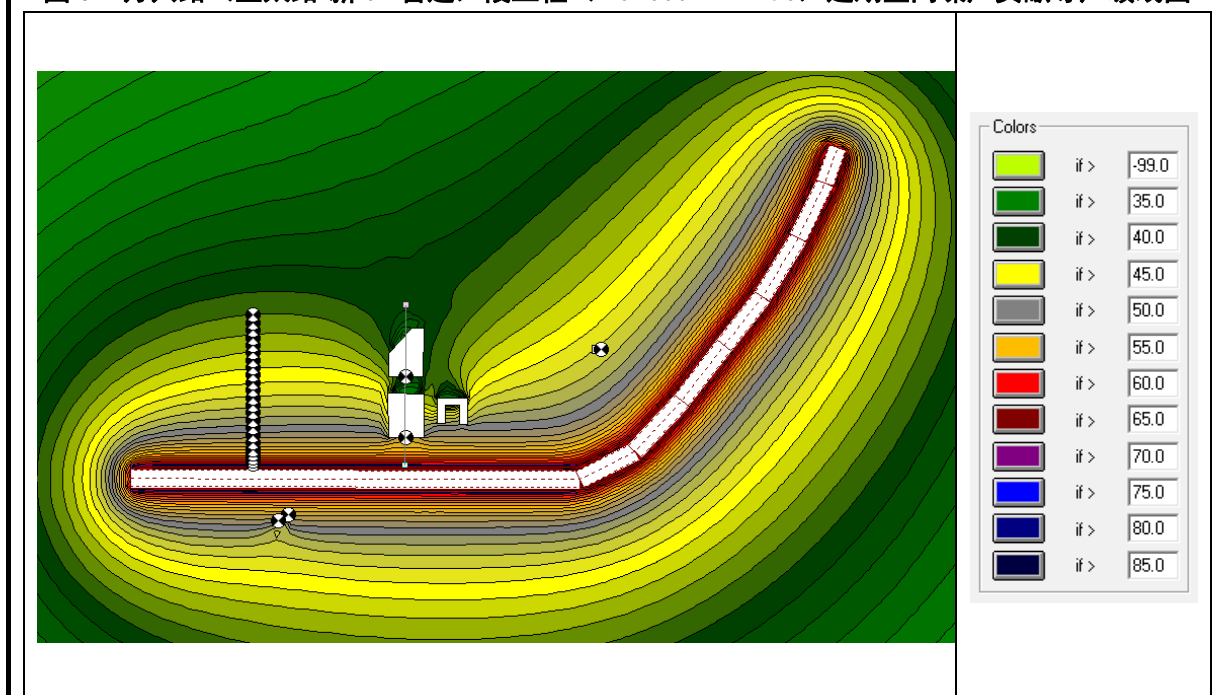 Colors
if > -99.0
if > 35.0
if > 40.0
if > 45.0
if > 50.0
if > 55.0
if > 60.0
if > 65.0
if > 70.0
if > 75.0
if > 80.0
if > 85.0